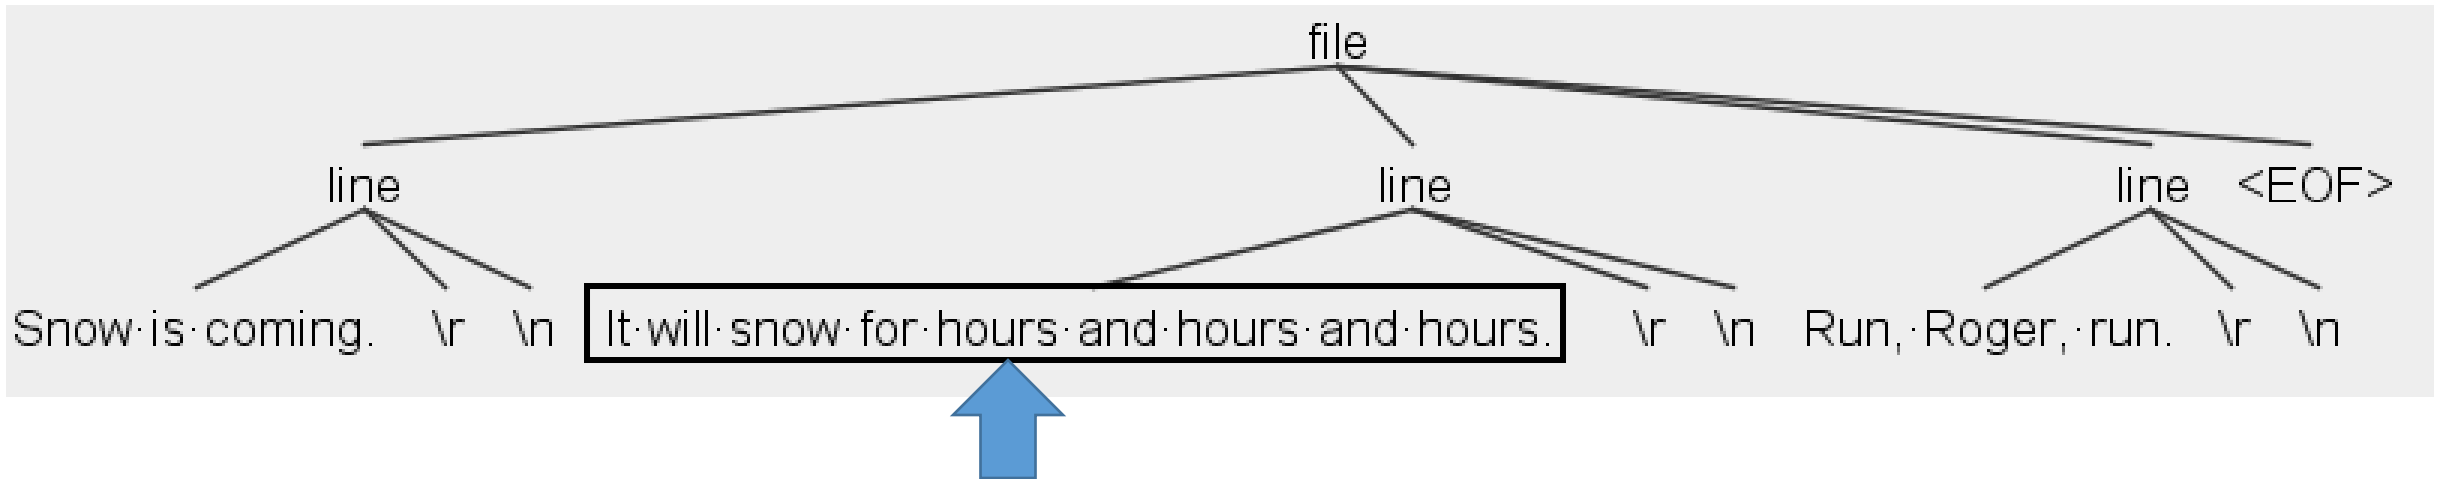 file
line line line <EOF>
Snow·is·coming. \r \n It·will·snow·for·hours·and·hours·and·hours. \r \n Run,·Roger,·run. \r \n